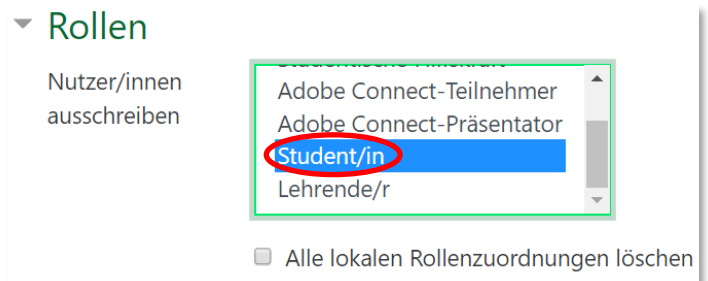 Rollen
Nutzer/innen
ausschreiben
Adobe Connect-Teilnehmer
Adobe Connect-Präsentator
Student/in
Lehrende/r
Alle lokalen Rollenzuordnungen löschen